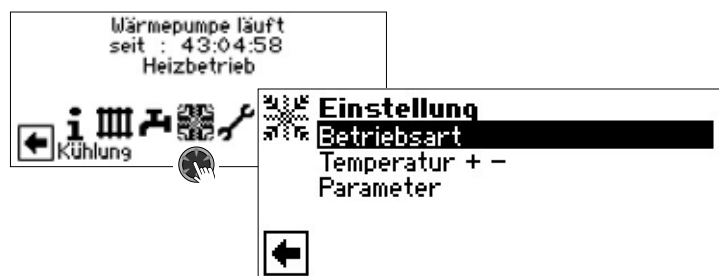 Wärmepumpe läuft
seit : 43:04:58
Heizbetrieb
Kühlung
Einstellung
Betriebsart
Temperatur + −
Parameter